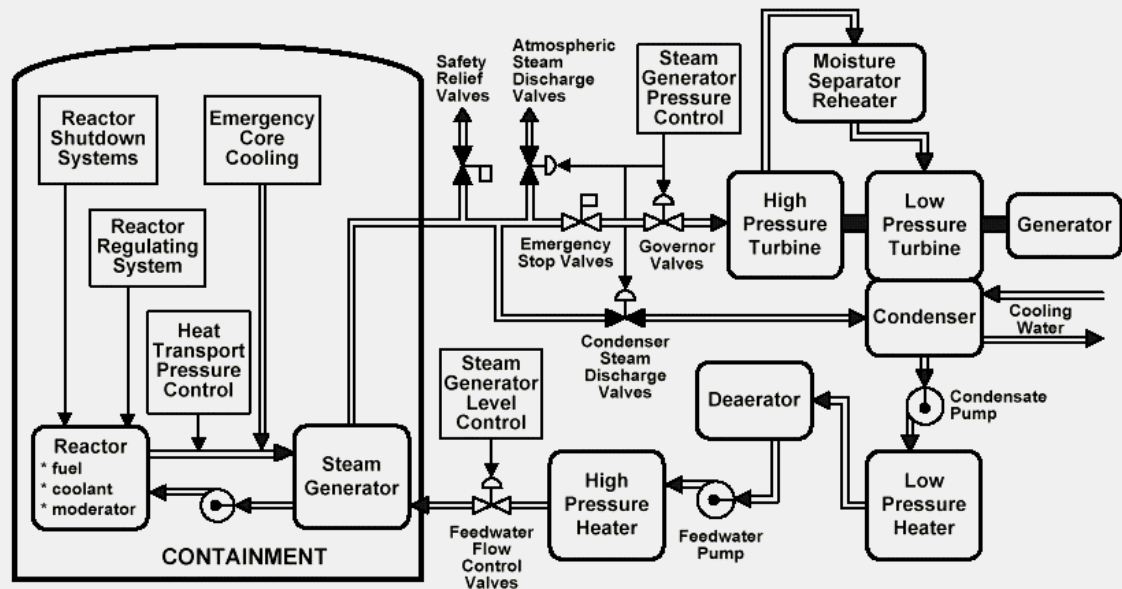 Reactor
Shutdown
Systems
Emergency
Core
Cooling
Reactor
Regulating
System
Heat
Transport
Pressure
Control
Reactor
* fuel
* coolant
* moderator
Steam
Generator
CONTAINMENT
Safety
Relief
Valves
Atmospheric
Steam
Discharge
Valves
Steam
Generator
Pressure
Control
Moisture
Separator
Reheater
Emergency
Stop Valves
Governor
Valves
High
Pressure
Turbine
Low
Pressure
Turbine
Generator
Condenser
Cooling
Water
Condenser
Steam
Discharge
Valves
Steam
Generator
Level
Control
Deaerator
Condensate
Pump
Feedwater
Flow
Control
Valves
High
Pressure
Heater
Feedwater
Pump
Low
Pressure
Heater